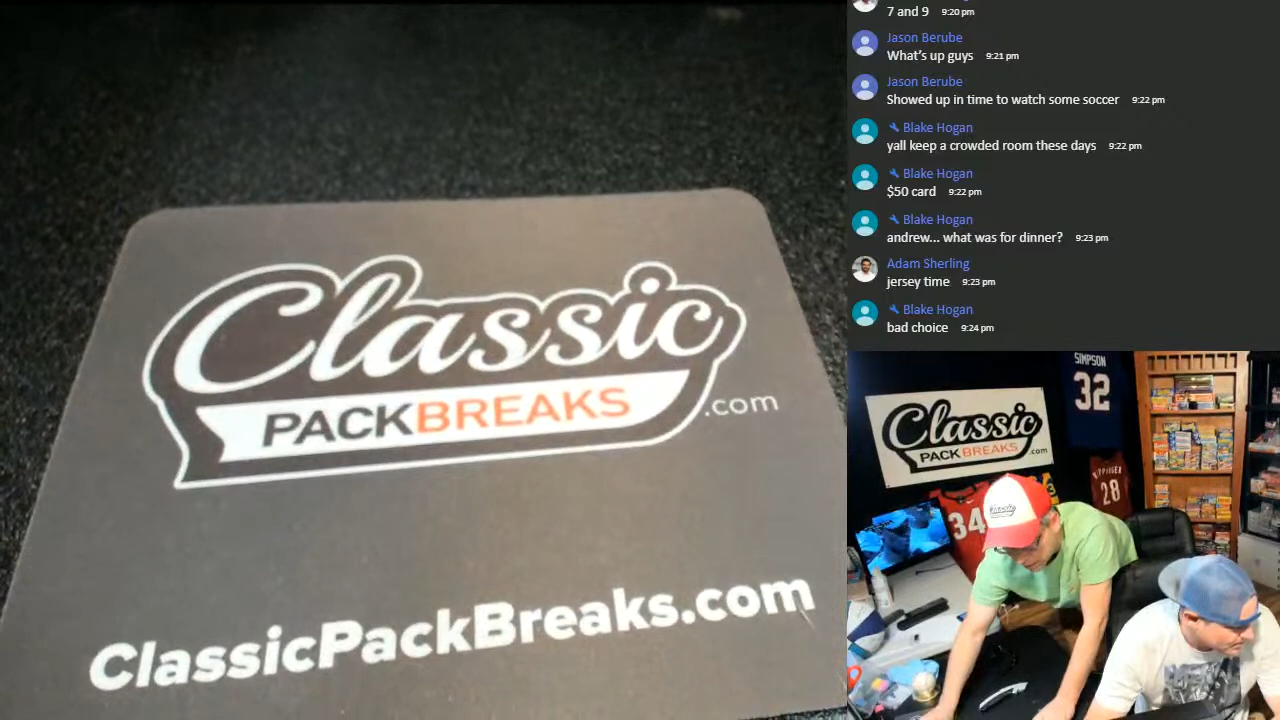 Classic
PACKBREAKS.com
ClassicPackBreaks.com
7 and 9 9:20 pm
Jason Berube
What's up guys 9:21 pm
Jason Berube
Showed up in time to watch some soccer 9:22 pm
Blake Hogan
yall keep a crowded room these days 9:22 pm
Blake Hogan
$50 card 9:22 pm
Blake Hogan
andrew... what was for dinner? 9:23 pm
Adam Sherling
jersey time 9:23 pm
Blake Hogan
bad choice 9:24 pm
SIMPSON
32
Classic
PACKBREAKS.com
28
34
Classic